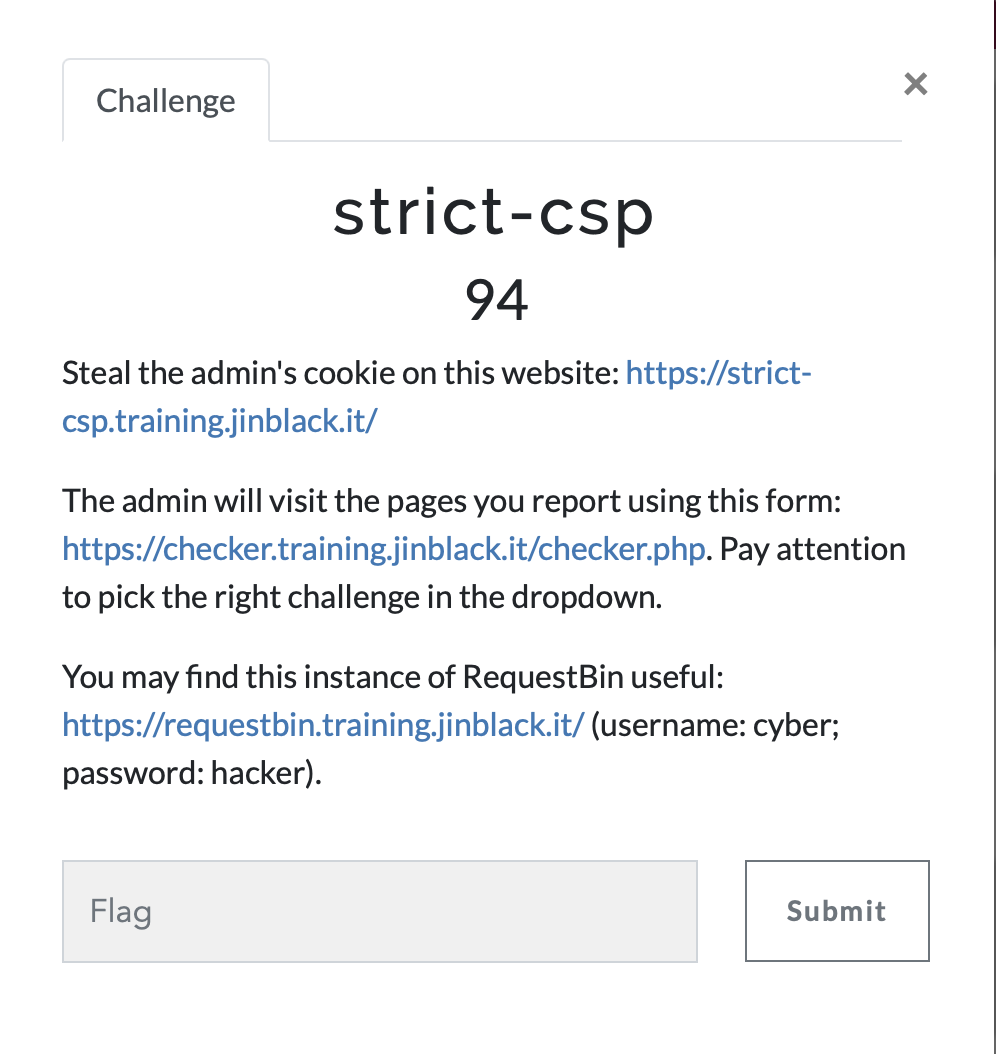 Challenge
×
strict-csp
94
Steal the admin's cookie on this website: https://strict-
csp.training.jinblack.it/
The admin will visit the pages you report using this form:
https://checker.training.jinblack.it/checker.php. Pay attention
to pick the right challenge in the dropdown.
You may find this instance of RequestBin useful:
https://requestbin.training.jinblack.it/ (username: cyber;
password: hacker).
Flag
Submit